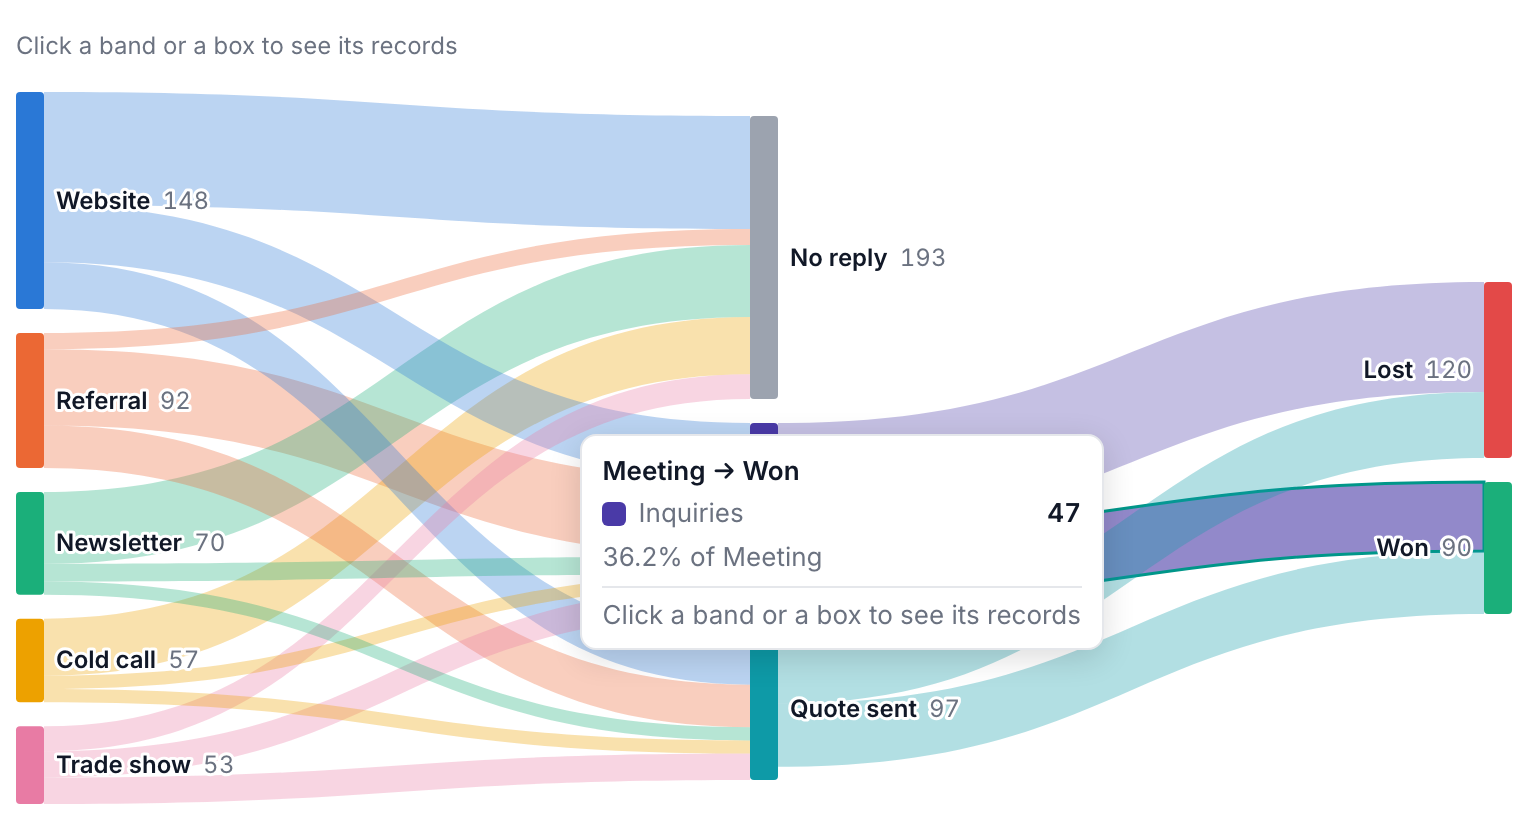 Click a band or a box to see its records
Website 148
No reply 193
Lost 120
Referral 92
Meeting → Won
Inquiries 47
36.2% of Meeting
Click a band or a box to see its records
Newsletter 70
Won 90
Cold call 57
Quote sent 97
Trade show 53